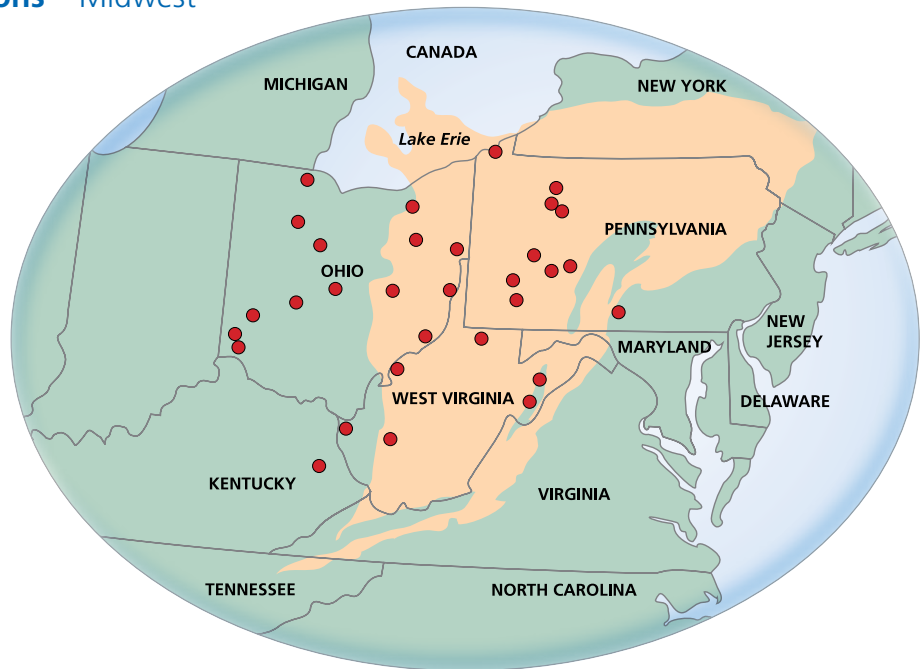 Midwest
CANADA
MICHIGAN
NEW YORK
Lake Erie
PENNSYLVANIA
OHIO
NEW
JERSEY
MARYLAND
WEST VIRGINIA
DELAWARE
KENTUCKY
VIRGINIA
TENNESSEE
NORTH CAROLINA